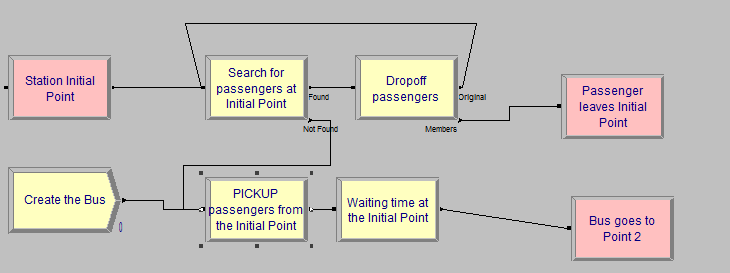 Station Initial
Point
Search for
passengers at
Initial Point
Found
Not Found
Dropoff
passengers
Original
Members
Passenger
leaves Initial
Point
Create the Bus
0
PICKUP
passengers from
the Initial Point
Waiting time at
the Initial Point
Bus goes to
Point 2